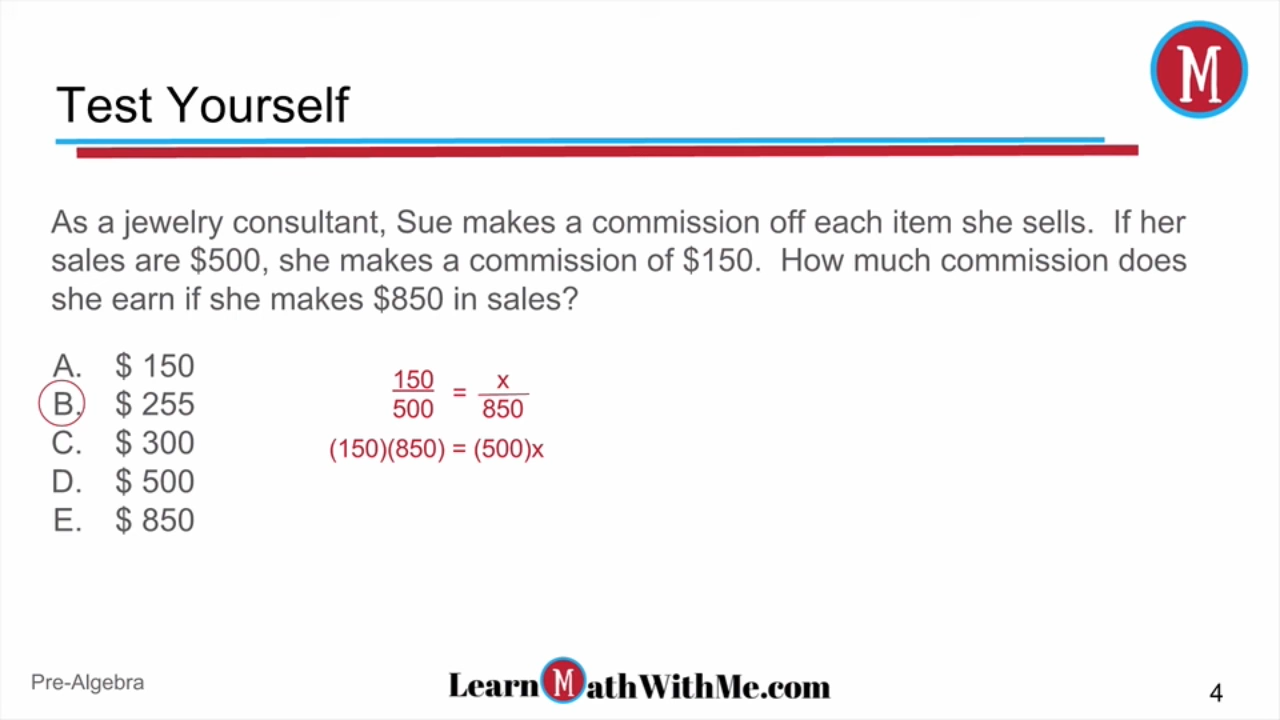 M
Test Yourself
As a jewelry consultant, Sue makes a commission off each item she sells. If her
sales are $500, she makes a commission of $150. How much commission does
she earn if she makes $850 in sales?
A. $ 150
B. $ 255
C. $ 300
D. $ 500
E. $ 850
150
500
=
x
850
(150)(850) = (500)x
Pre-Algebra
LearnMathWithMe.com
4